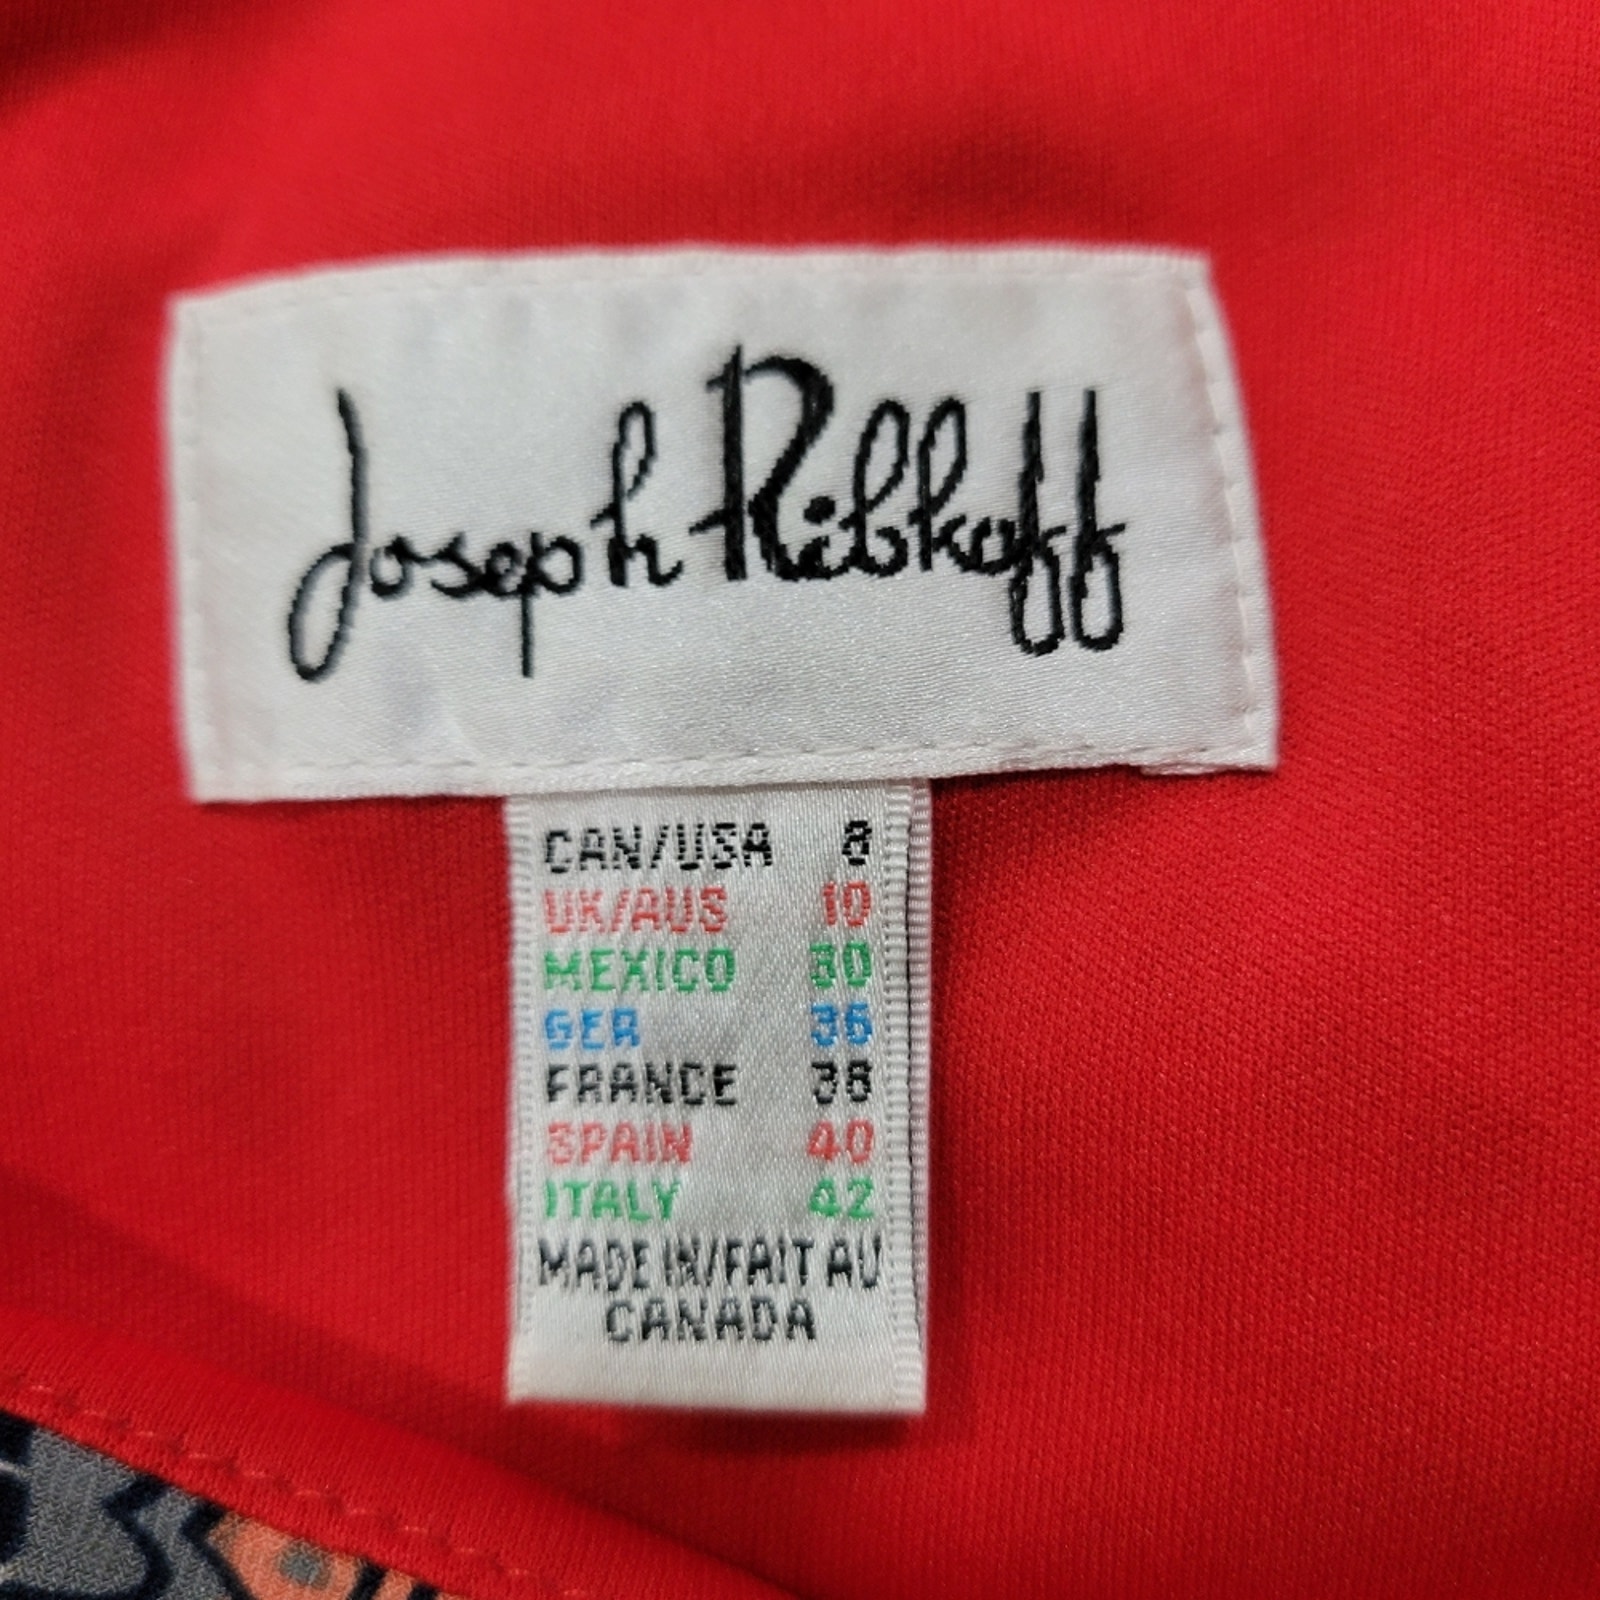 Joseph Ribkoff
CAN/USA 8
UK/AUS 10
MEXICO 30
GER 36
FRANCE 38
SPAIN 40
ITALY 42
MADE IN/FAIT AU
CANADA